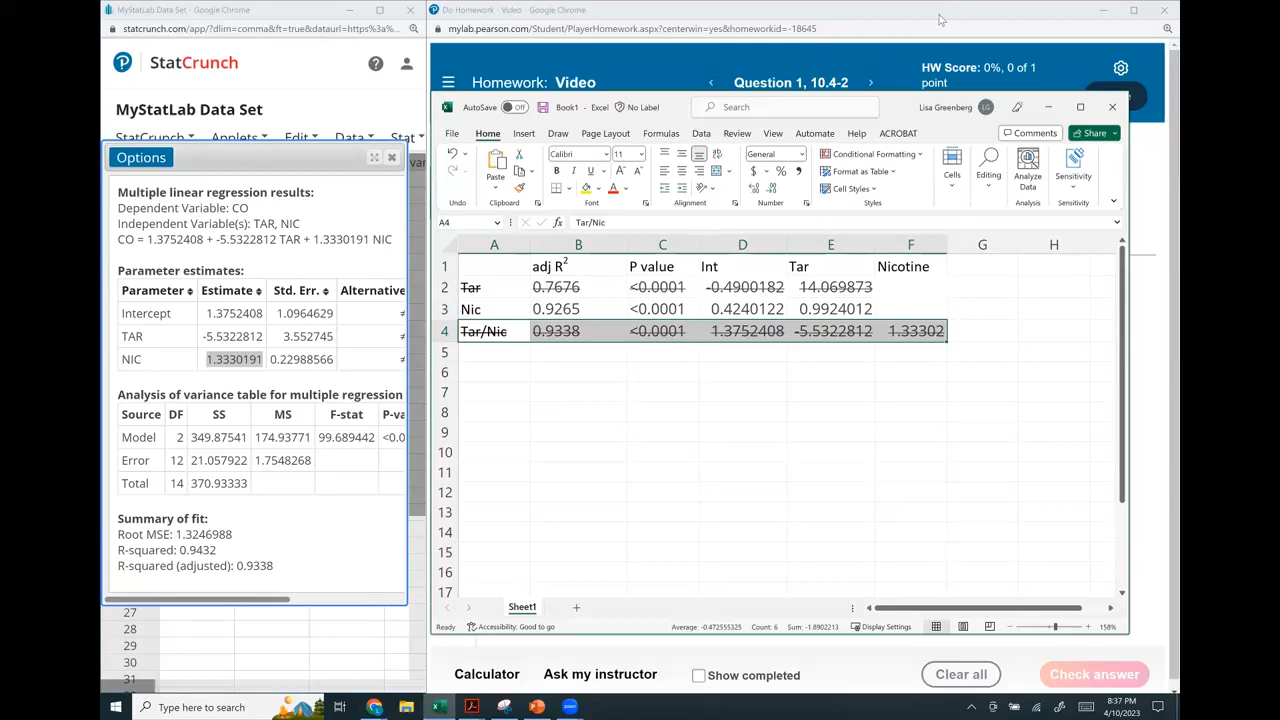 MyStatLab Data Set - Google Chrome
statcrunch.com/app/?dlim=comma&ft=true&dataurl=https%3a%...
StatCrunch
MyStatLab Data Set
StatCrunch Applets Edit Data Stat
Options
var
Multiple linear regression results:
Dependent Variable: CO
Independent Variable(s): TAR, NIC
CO = 1.3752408 + -5.5322812 TAR + 1.3330191 NIC
Parameter estimates:
Parameter Estimate Std. Err. Alternative
Intercept 1.3752408 1.0964629 ≠
TAR -5.5322812 3.552745 ≠
NIC 1.3330191 0.22988566 ≠
Analysis of variance table for multiple regression
Source DF SS MS F-stat P-va
Model 2 349.87541 174.93771 99.689442 <0.0
Error 12 21.057922 1.7548268
Total 14 370.93333
Summary of fit:
Root MSE: 1.3246988
R-squared: 0.9432
R-squared (adjusted): 0.9338
27
28
29
30
31
Do Homework - Video - Google Chrome
mylab.pearson.com/Student/PlayerHomework.aspx?centerwin=yes&homeworkid=-18645
Homework: Video
Question 1, 10.4-2
HW Score: 0%, 0 of 1
point
AutoSave Off Book1 - Excel No Label Search Lisa Greenberg LG
File Home Insert Draw Page Layout Formulas Data Review View Automate Help ACROBAT Comments Share
Calibri 11 General Conditional Formatting
Format as Table
Cell Styles
Paste Cells Editing Analyze Data Sensitivity
Undo Clipboard Font Alignment Number Styles Analysis Sensitivity
A4 fx Tar/Nic
A B C D E F G H
1 adj R² P value Int Tar Nicotine
2 Tar 0.7676 <0.0001 -0.4900182 14.069873
3 Nic 0.9265 <0.0001 0.4240122 0.9924012
4 Tar/Nic 0.9338 <0.0001 1.3752408 -5.5322812 1.33302
5
6
7
8
9
10
11
12
13
14
15
16
17
Sheet1
Ready Accessibility: Good to go Average: -0.472555325 Count: 6 Sum: -1.8902213 Display Settings 158%
Calculator Ask my instructor Show completed Clear all Check answer
Type here to search
8:37 PM
4/10/2023